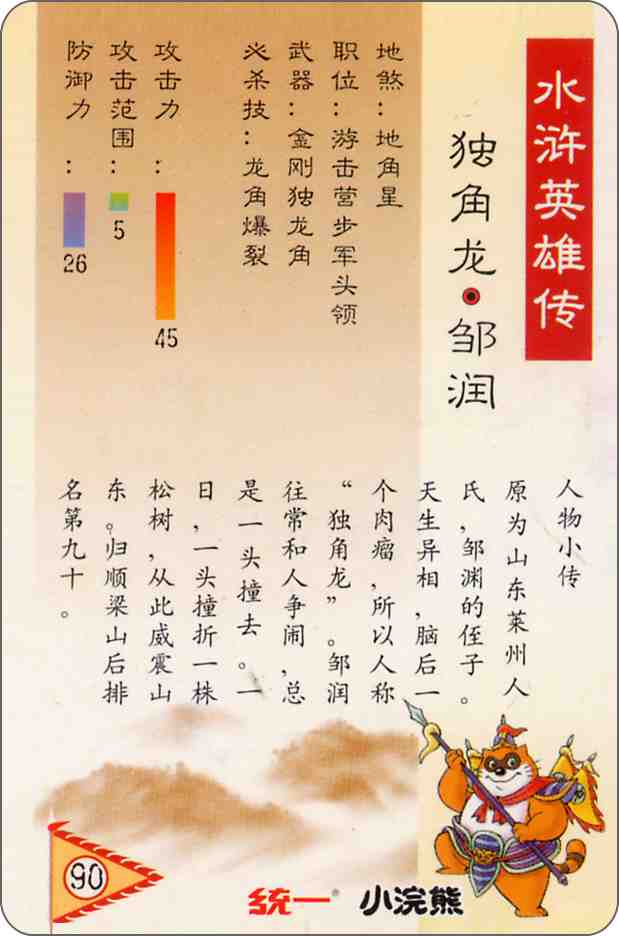 水浒英雄传
独角龙·邹润
地煞：地角星
职位：游击营步军头领
武器：金刚独龙角
必杀技：龙角爆裂
攻击力：
45
攻击范围：
5
防御力：
26
人物小传
原为山东莱州人
氏，邹渊的侄子。
天生异相，脑后一
个肉瘤，所以人称
“独角龙”。邹润
往常和人争闹，总
是一头撞去。一
日，一头撞折一株
松树，从此威震山
东。归顺梁山后排
名第九十。
90
统一® 小浣熊